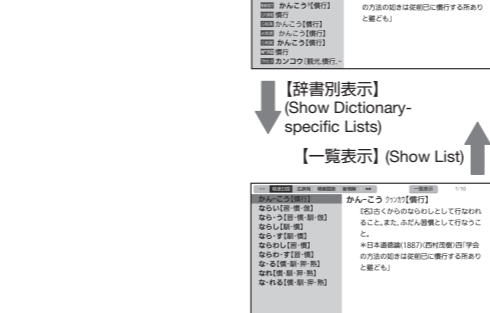 かんこう【慣行】
慣行
かんこう【慣行】
かんこう【慣行】
かんこう【慣行】
慣行
カンコウ〖観光,慣行,~
の方法の如きは従前已に慣行する所あり
と雖ども」
【辞書別表示】
(Show Dictionary-
specific Lists)
【一覧表示】(Show List)
一覧表示
1/10
かん-こう【慣行】
ならい【習・慣・倣】
なら・う【習・慣・馴・倣】
ならし【馴・慣】
なら・す【馴・慣】
ならわし【習・慣】
ならわ・す【習・慣】
な・る【慣・馴・狎・熟】
なれ【慣・馴・狎・熟】
な・れる【慣・馴・狎・熟】
かん-こう クヮンカウ【慣行】
〖名〗古くからのならわしとして行なわれ
ること。また、ふだん習慣として行なうこ
と。
＊日本道徳論(1887)〈西村茂樹〉四「学会
の方法の如きは従前已に慣行する所あり
と雖ども」